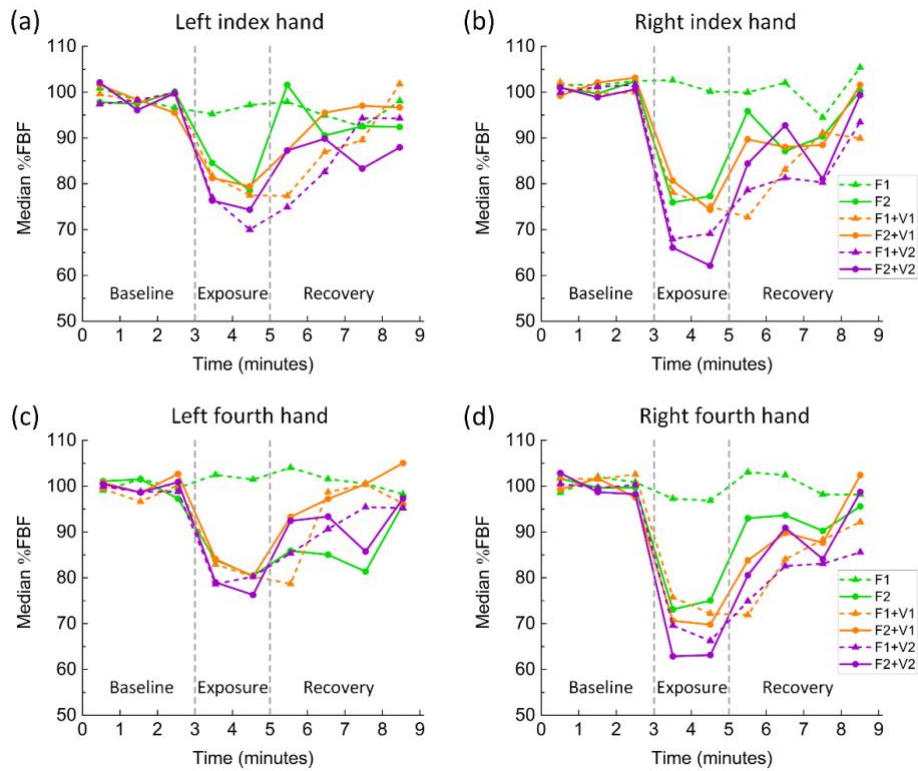 (a) Left index hand
110
100
90
80
70
60
50
Median %FBF
Baseline Exposure Recovery
0 1 2 3 4 5 6 7 8 9
Time (minutes)
(b) Right index hand
110
100
90
80
70
60
50
Median %FBF
Baseline Exposure Recovery
F1
F2
F1+V1
F2+V1
F1+V2
F2+V2
0 1 2 3 4 5 6 7 8 9
Time (minutes)
(c) Left fourth hand
110
100
90
80
70
60
50
Median %FBF
Baseline Exposure Recovery
0 1 2 3 4 5 6 7 8 9
Time (minutes)
(d) Right fourth hand
110
100
90
80
70
60
50
Median %FBF
Baseline Exposure Recovery
F1
F2
F1+V1
F2+V1
F1+V2
F2+V2
0 1 2 3 4 5 6 7 8 9
Time (minutes)